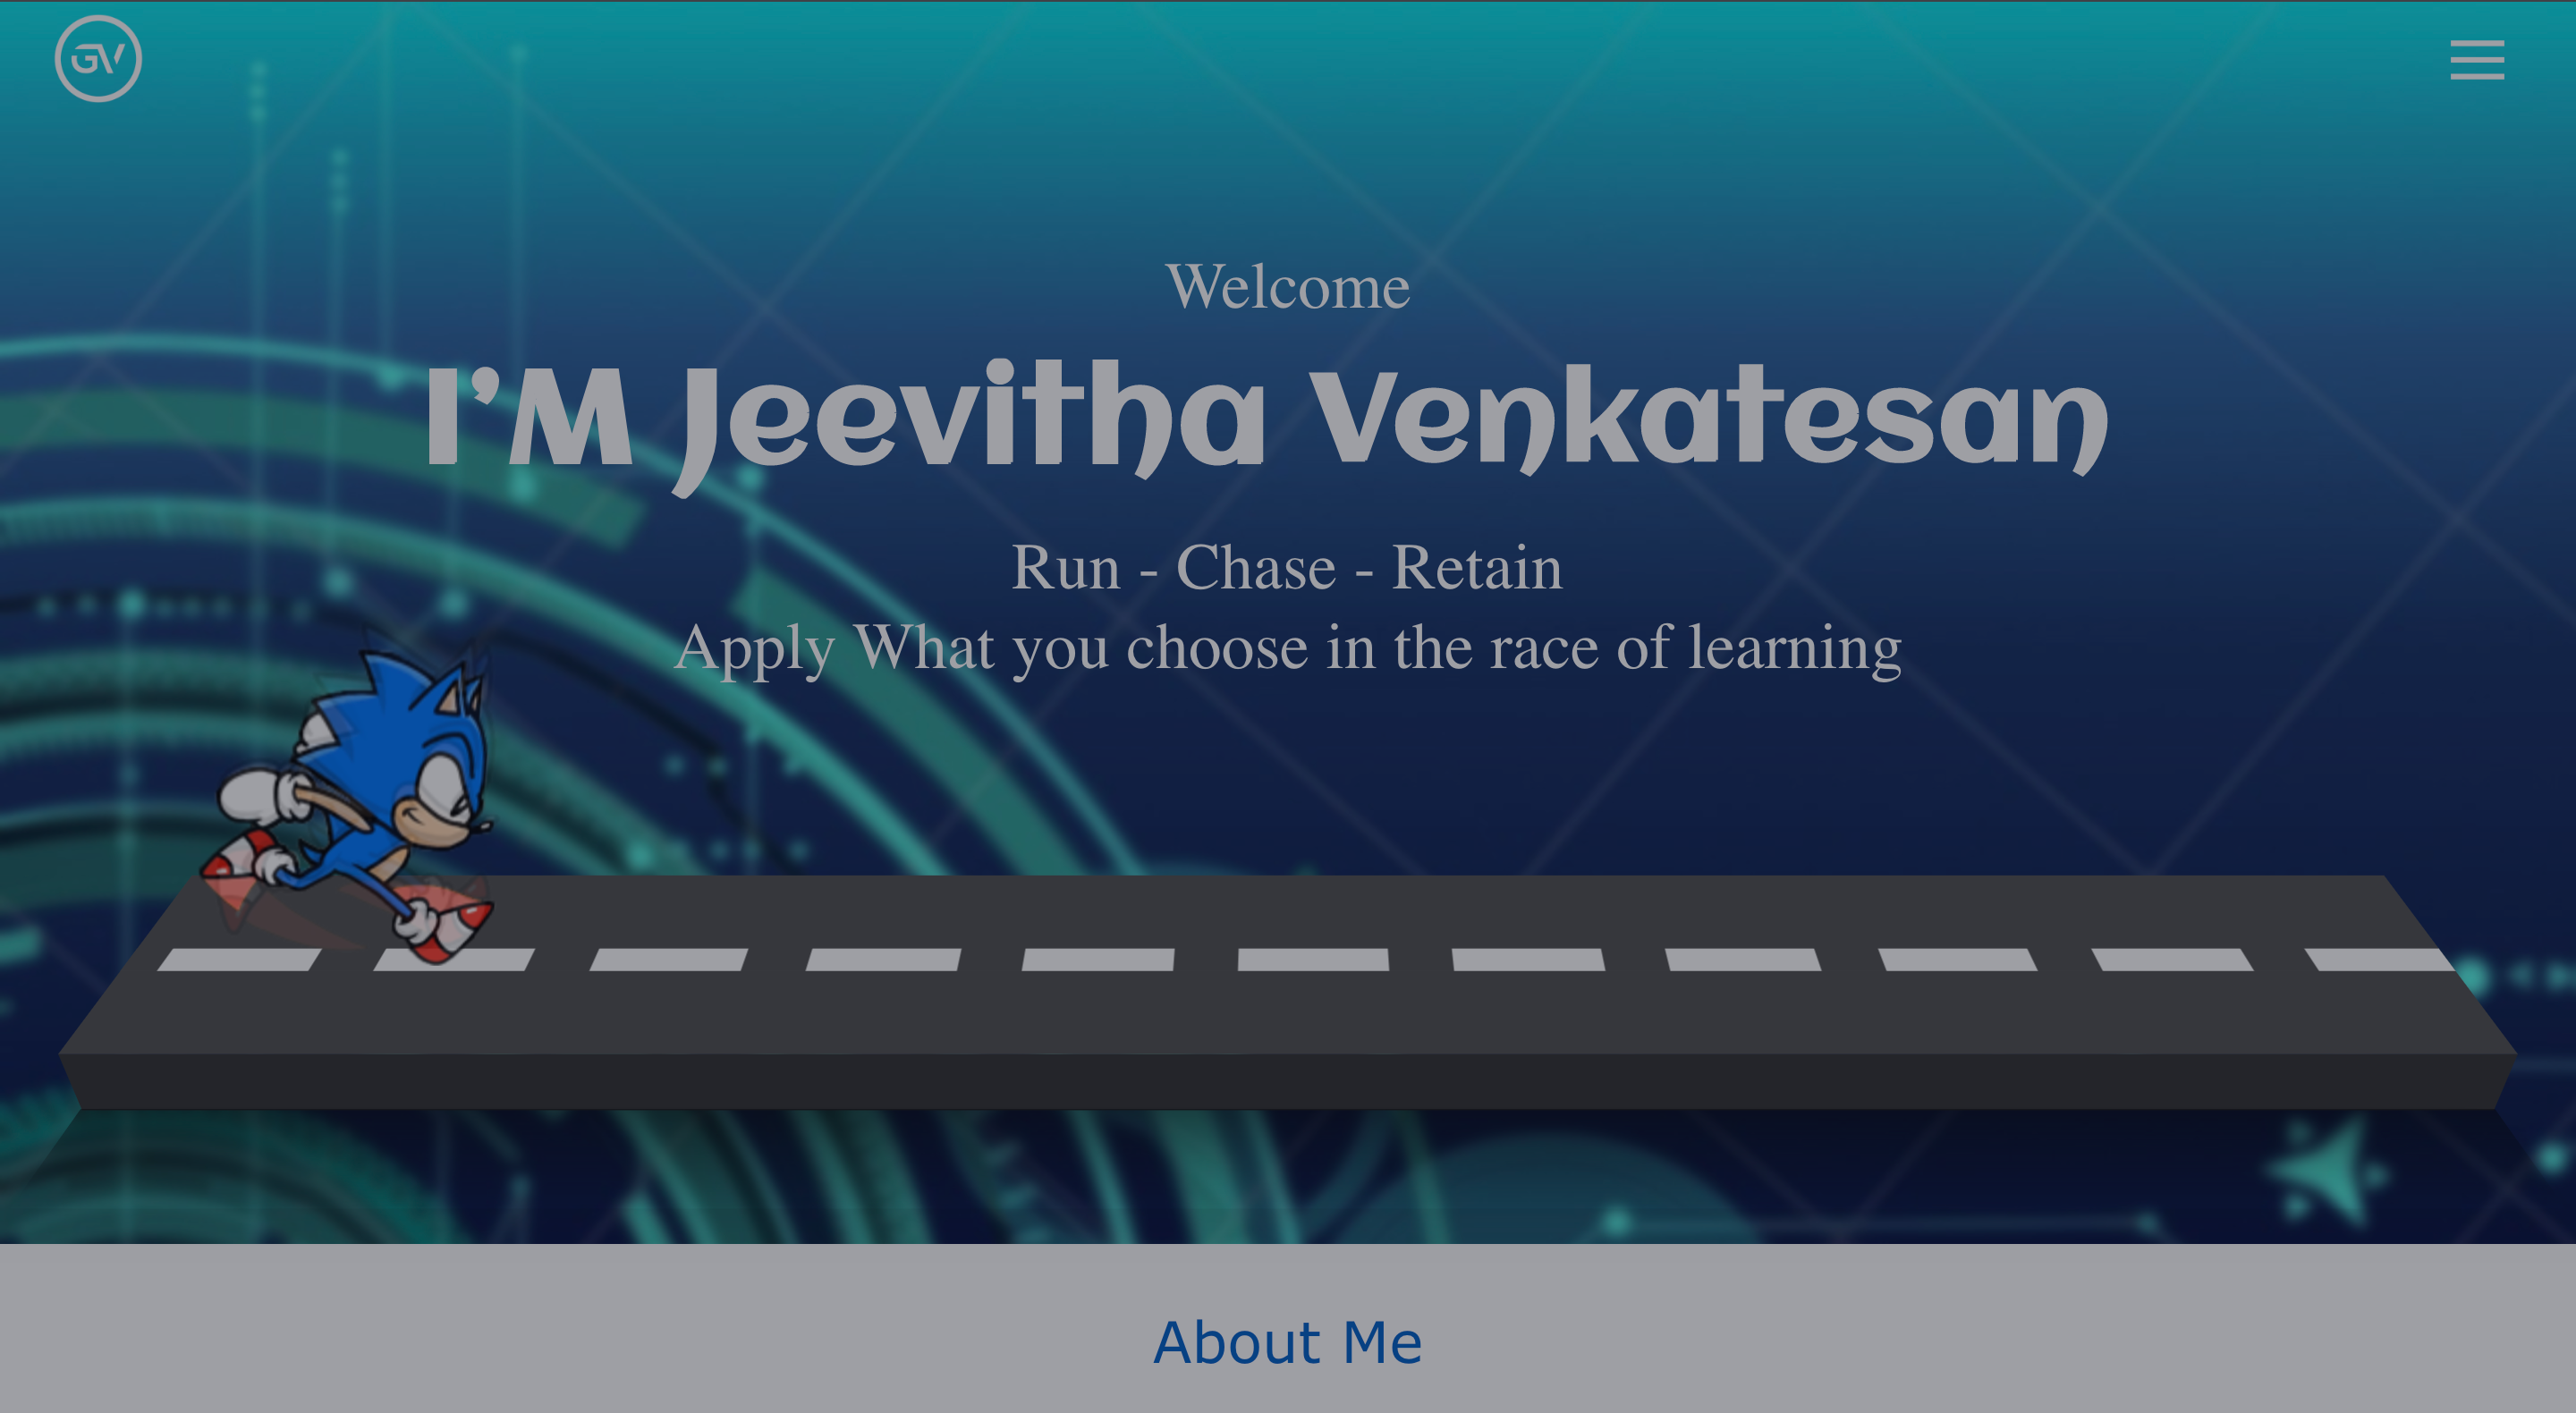 GV
Welcome
I’M Jeevitha Venkatesan
Run - Chase - Retain
Apply What you choose in the race of learning
About Me